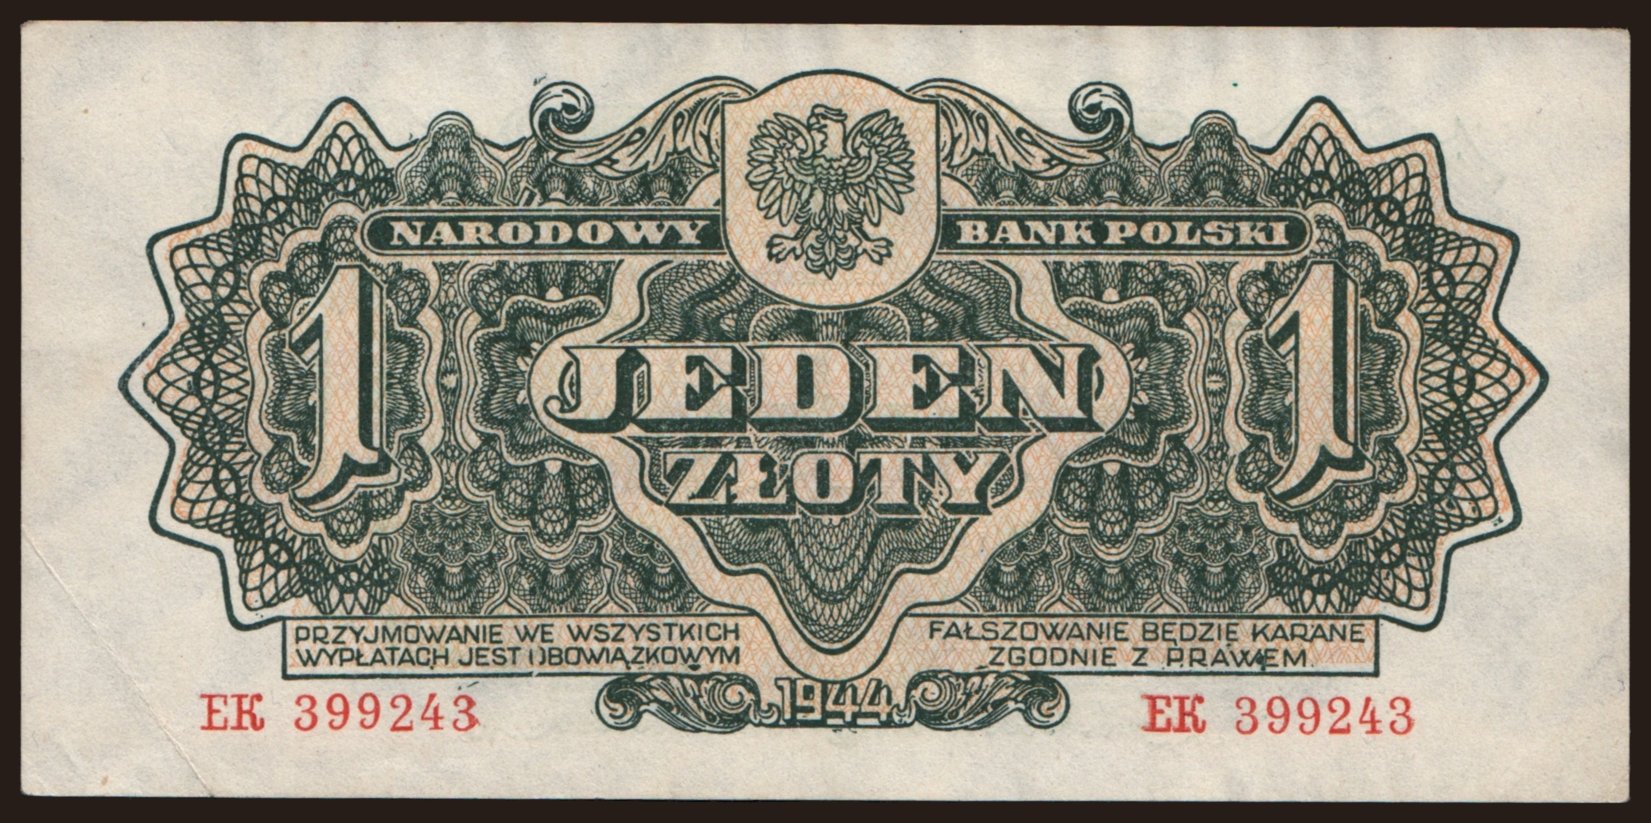 NARODOWY BANK POLSKI
1 JEDEN 1
ZŁOTY
PRZYJMOWANIE WE WSZYSTKICH
WYPŁATACH JEST OBOWIĄZKOWYM
FAŁSZOWANIE BĘDZIE KARANE
ZGODNIE Z PRAWEM
1944
EK 399243
EK 399243